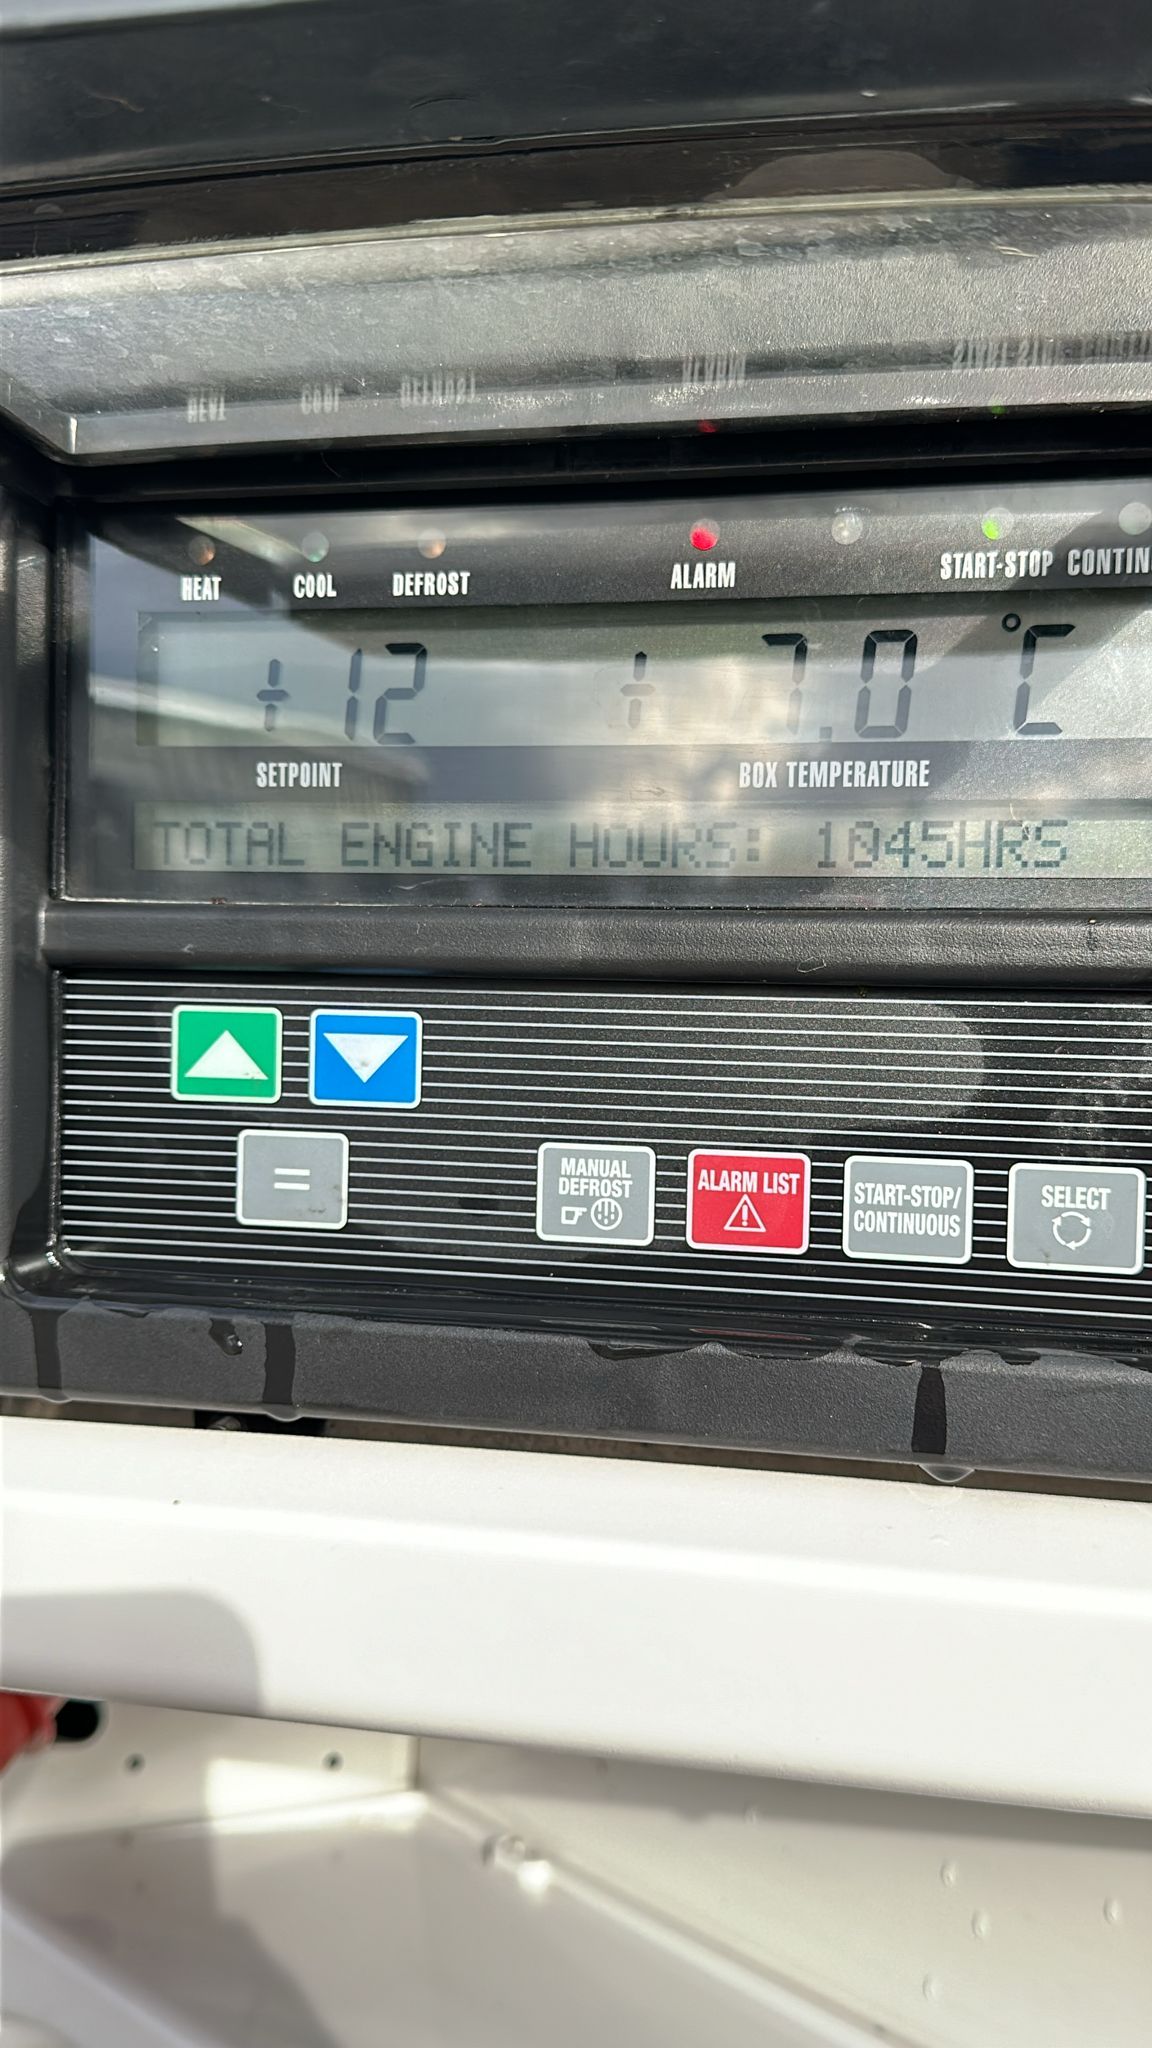 HEAT COOL DEFROST ALARM START-STOP
+12 + 7.0 °C
SETPOINT BOX TEMPERATURE
TOTAL ENGINE HOURS: 1045HRS
=
MANUAL DEFROST
ALARM LIST
START-STOP/
CONTINUOUS
SELECT